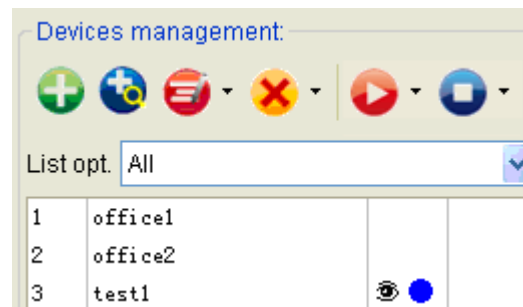 Devices management:
List opt. All
1 office1
2 office2
3 test1